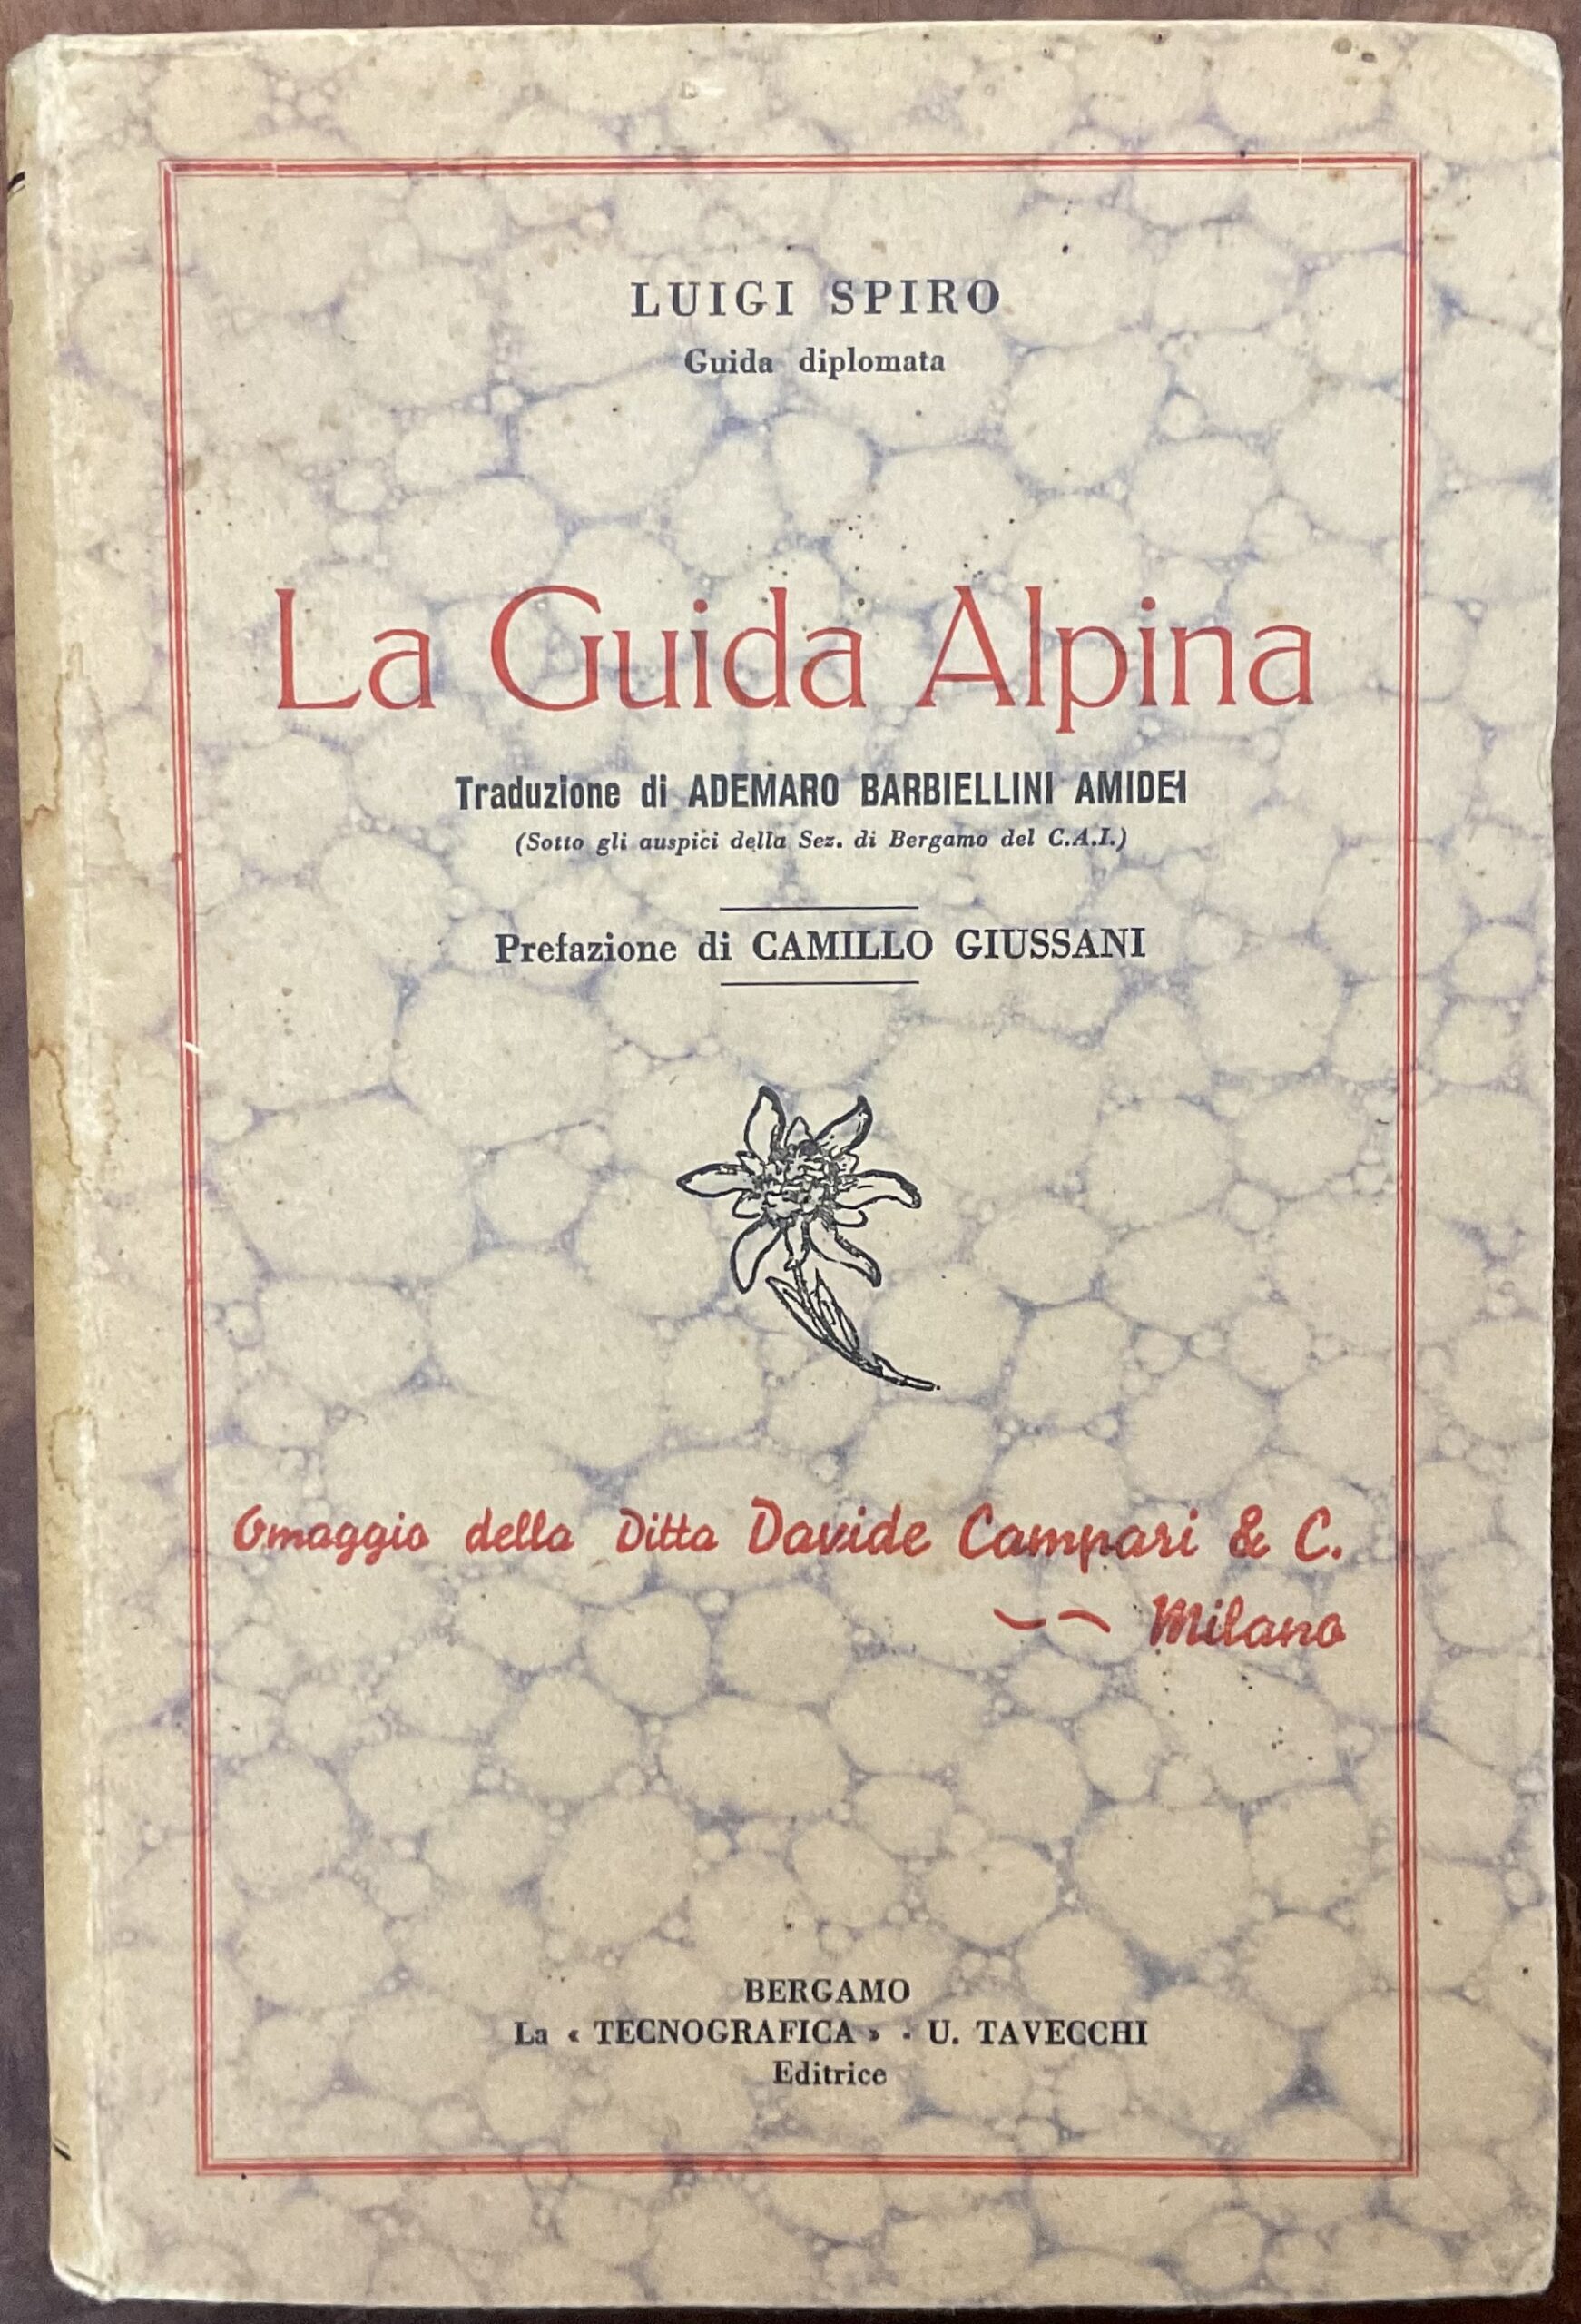 LUIGI SPIRO
Guida diplomata
La Guida Alpina
Traduzione di ADEMARO BARBIELLINI AMIDEI
(Sotto gli auspici della Sez. di Bergamo del C.A.I.)
Prefazione di CAMILLO GIUSSANI
Omaggio della Ditta Davide Campari & C.
~~ Milano
BERGAMO
La « TECNOGRAFICA » - U. TAVECCHI
Editrice